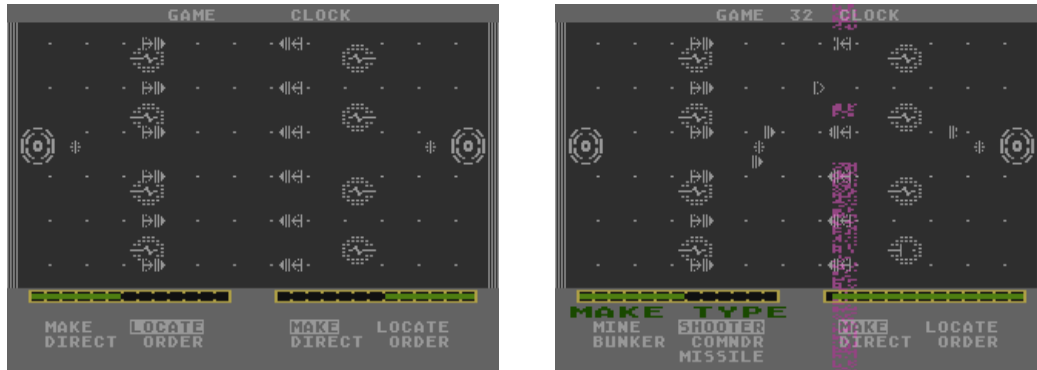 GAME CLOCK
MAKE LOCATE MAKE LOCATE
DIRECT ORDER DIRECT ORDER
GAME 32 CLOCK
MAKE TYPE
MINE SHOOTER MAKE LOCATE
BUNKER COMNDR DIRECT ORDER
MISSILE